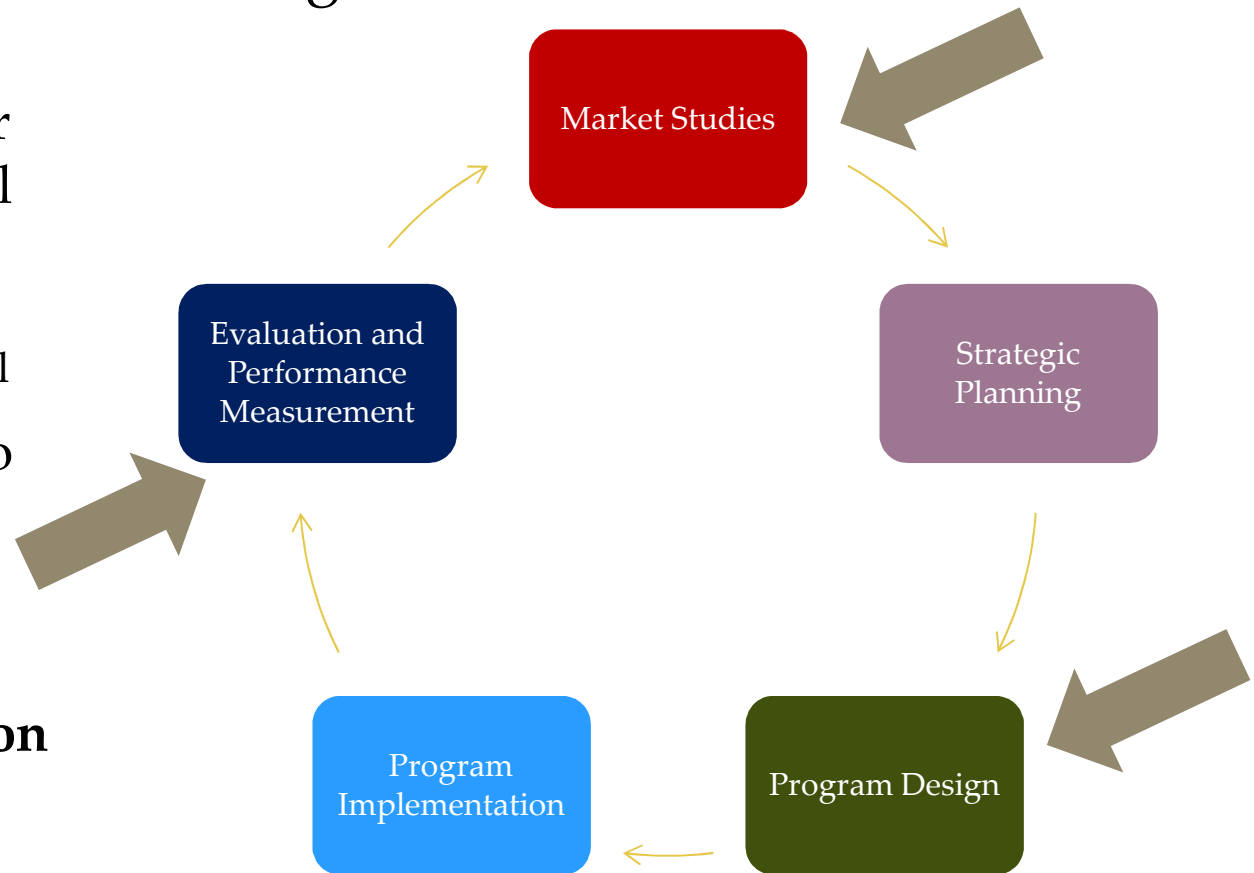 Market Studies
Evaluation and
Performance
Measurement
Strategic
Planning
Program
Implementation
Program Design